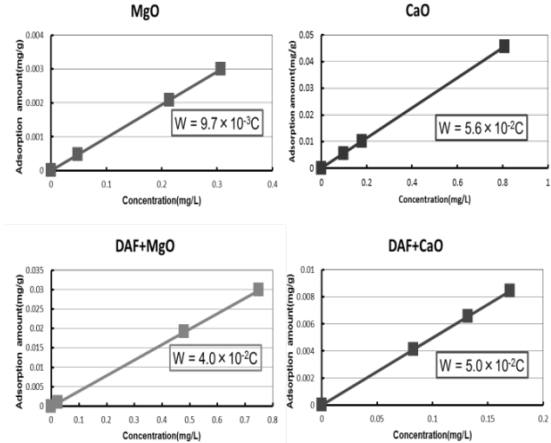 MgO
Adsorption amount(mg/g)
0.004
0.003
0.002
0.001
0
W = 9.7 × 10-3C
0 0.1 0.2 0.3 0.4
Concentration(mg/L)
CaO
Adsorption amount(mg/g)
0.05
0.04
0.03
0.02
0.01
0
W = 5.6 × 10-2C
0 0.2 0.4 0.6 0.8 1
Concentration(mg/L)
DAF+MgO
Adsorption amount(mg/g)
0.035
0.03
0.025
0.02
0.015
0.01
0.005
0
W = 4.0 × 10-2C
0 0.1 0.2 0.3 0.4 0.5 0.6 0.7 0.8
Concentration(mg/L)
DAF+CaO
Adsorption amount(mg/g)
0.01
0.008
0.006
0.004
0.002
0
W = 5.0 × 10-2C
0 0.05 0.1 0.15 0.2
Concentration(mg/L)